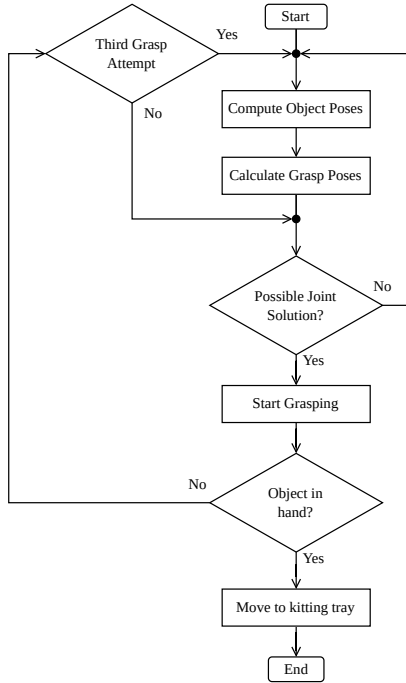 Start
Third Grasp
Attempt
Yes
No
Compute Object Poses
Calculate Grasp Poses
Possible Joint
Solution?
No
Yes
Start Grasping
Object in
hand?
No
Yes
Move to kitting tray
End